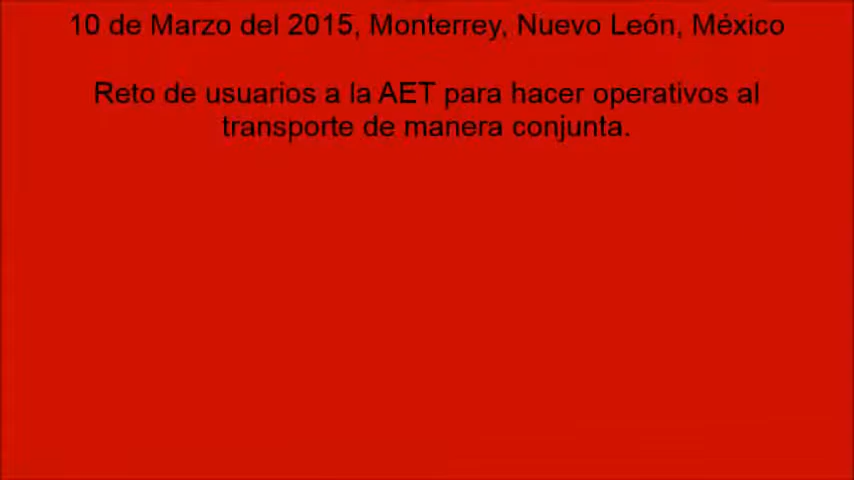 10 de Marzo del 2015, Monterrey, Nuevo León, México
Reto de usuarios a la AET para hacer operativos al
transporte de manera conjunta.